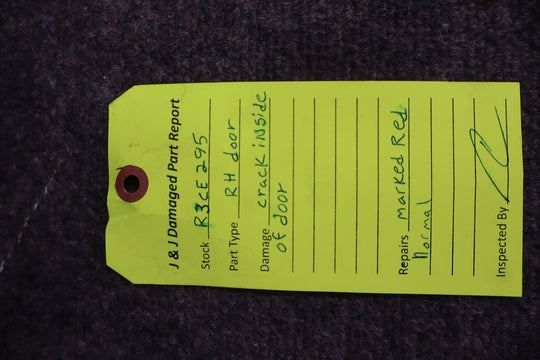 J & J Damaged Part Report
Stock R3CE295
Part Type RH door
Damage crack inside
of door
Repairs marked Red
Normal
Inspected By